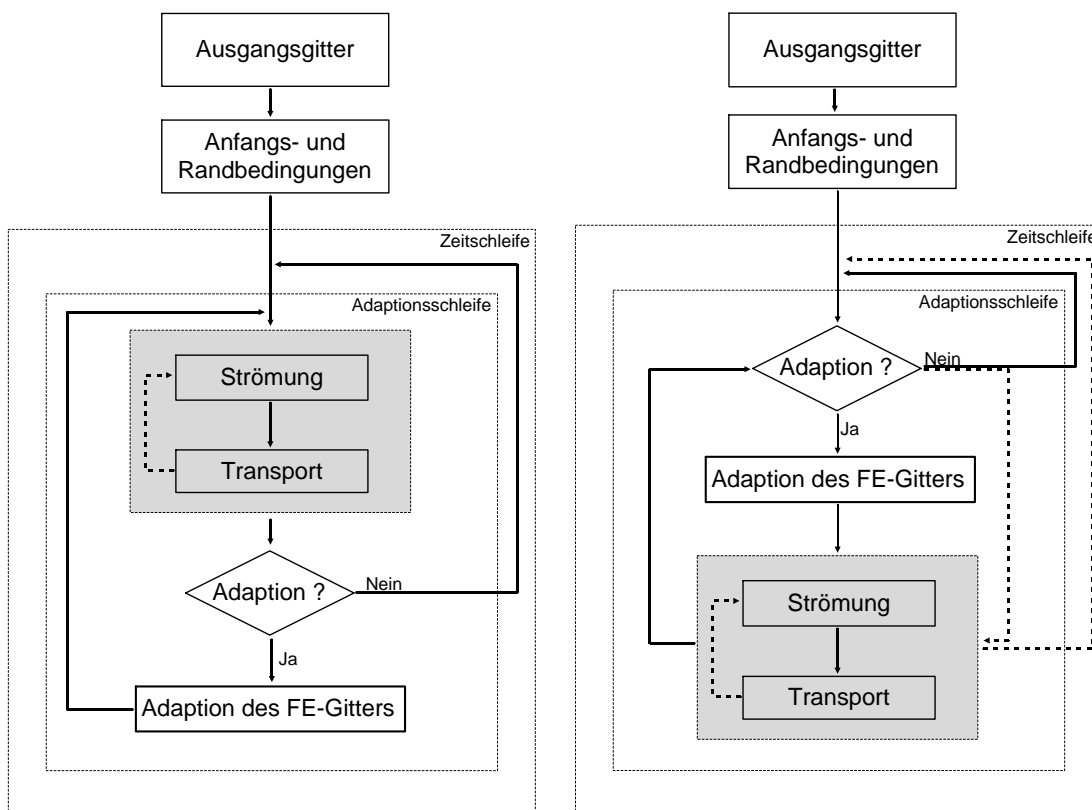 Ausgangsgitter
Anfangs- und
Randbedingungen
Zeitschleife
Adaptionsschleife
Strömung
Transport
Adaption ?
Nein
Ja
Adaption des FE-Gitters
Ausgangsgitter
Anfangs- und
Randbedingungen
Zeitschleife
Adaptionsschleife
Adaption ?
Nein
Ja
Adaption des FE-Gitters
Strömung
Transport